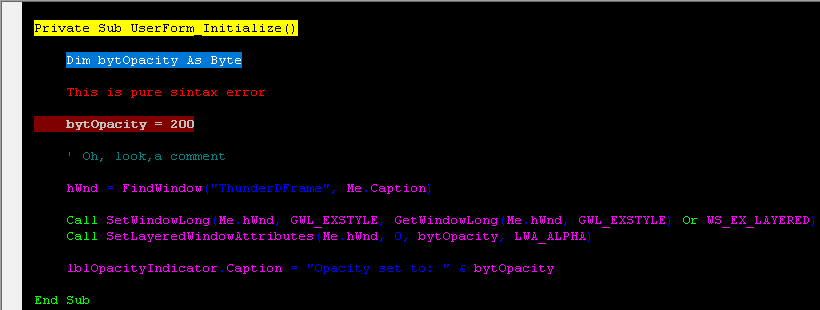 Private Sub UserForm_Initialize()
Dim bytOpacity As Byte
This is pure sintax error
bytOpacity = 200
' Oh, look,a comment
hWnd = FindWindow("ThunderDFrame", Me.Caption)
Call SetWindowLong(Me.hWnd, GWL_EXSTYLE, GetWindowLong(Me.hWnd, GWL_EXSTYLE) Or WS_EX_LAYERED)
Call SetLayeredWindowAttributes(Me.hWnd, 0, bytOpacity, LWA_ALPHA)
lblOpacityIndicator.Caption = "Opacity set to: " & bytOpacity
End Sub